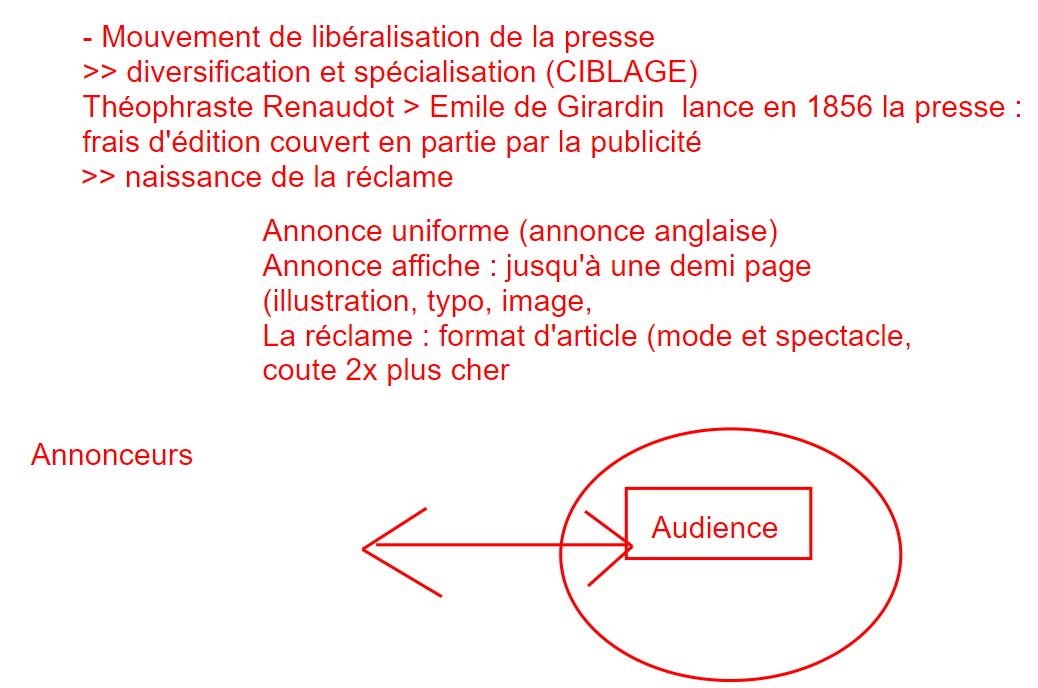 - Mouvement de libéralisation de la presse
>> diversification et spécialisation (CIBLAGE)
Théophraste Renaudot > Emile de Girardin  lance en 1856 la presse :
frais d'édition couvert en partie par la publicité
>> naissance de la réclame
Annonce uniforme (annonce anglaise)
Annonce affiche : jusqu'à une demi page
(illustration, typo, image,
La réclame : format d'article (mode et spectacle,
coute 2x plus cher
Annonceurs
Audience